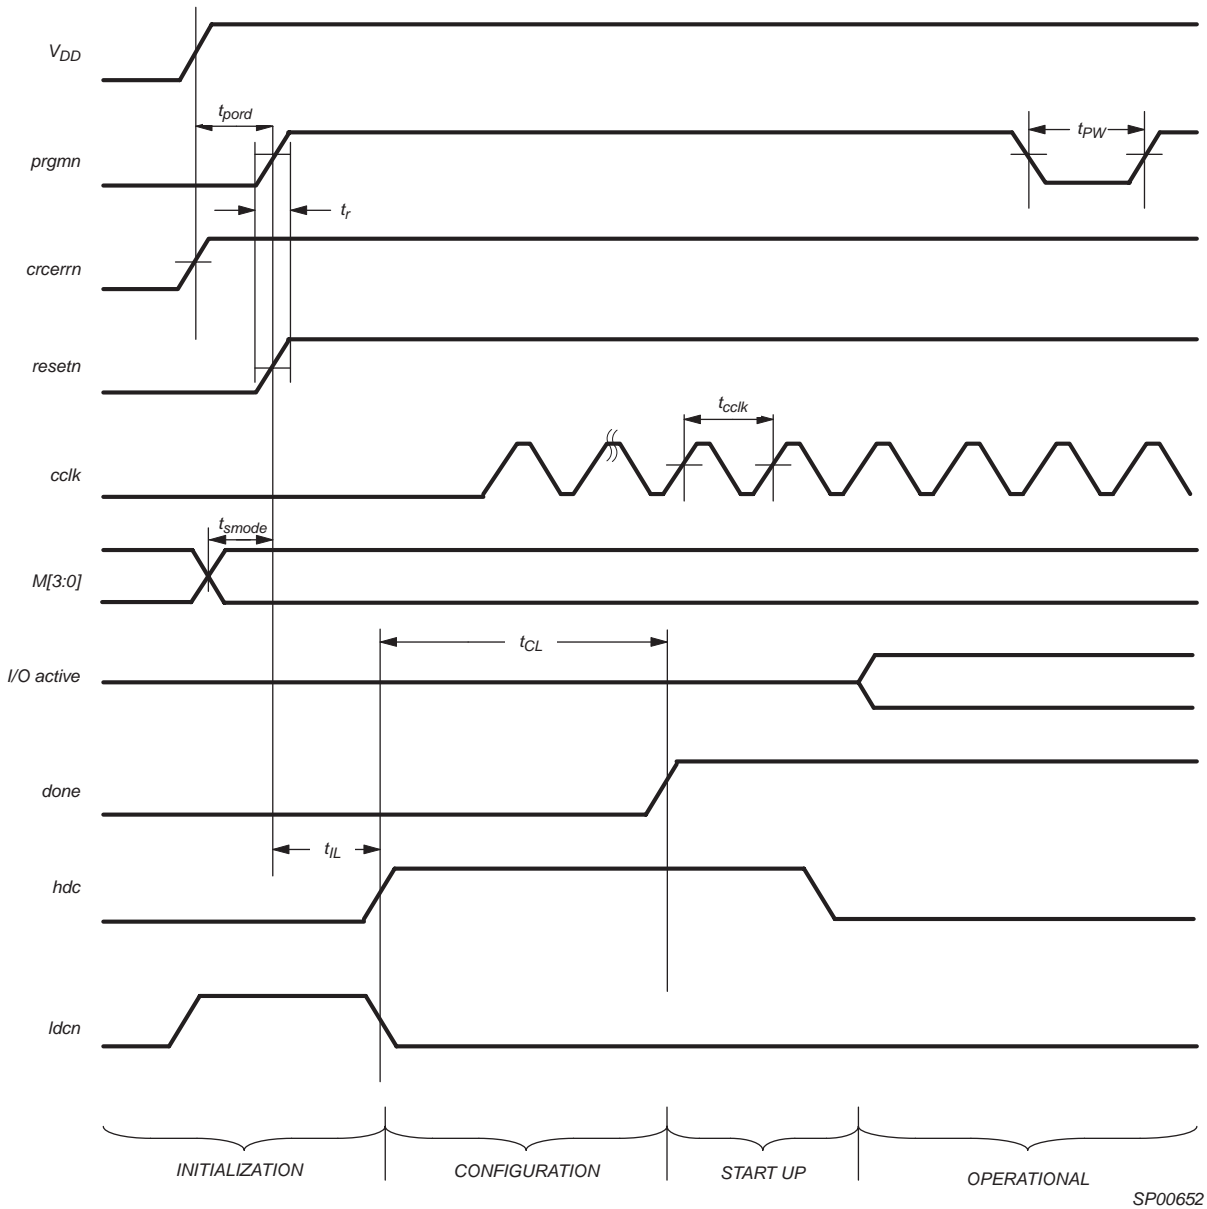 VDD
tpord
prgmn
tPW
tr
crcerrn
resetn
tcclk
cclk
tsmode
M[3:0]
tCL
I/O active
done
tIL
hdc
ldcn
INITIALIZATION
CONFIGURATION
START UP
OPERATIONAL
SP00652